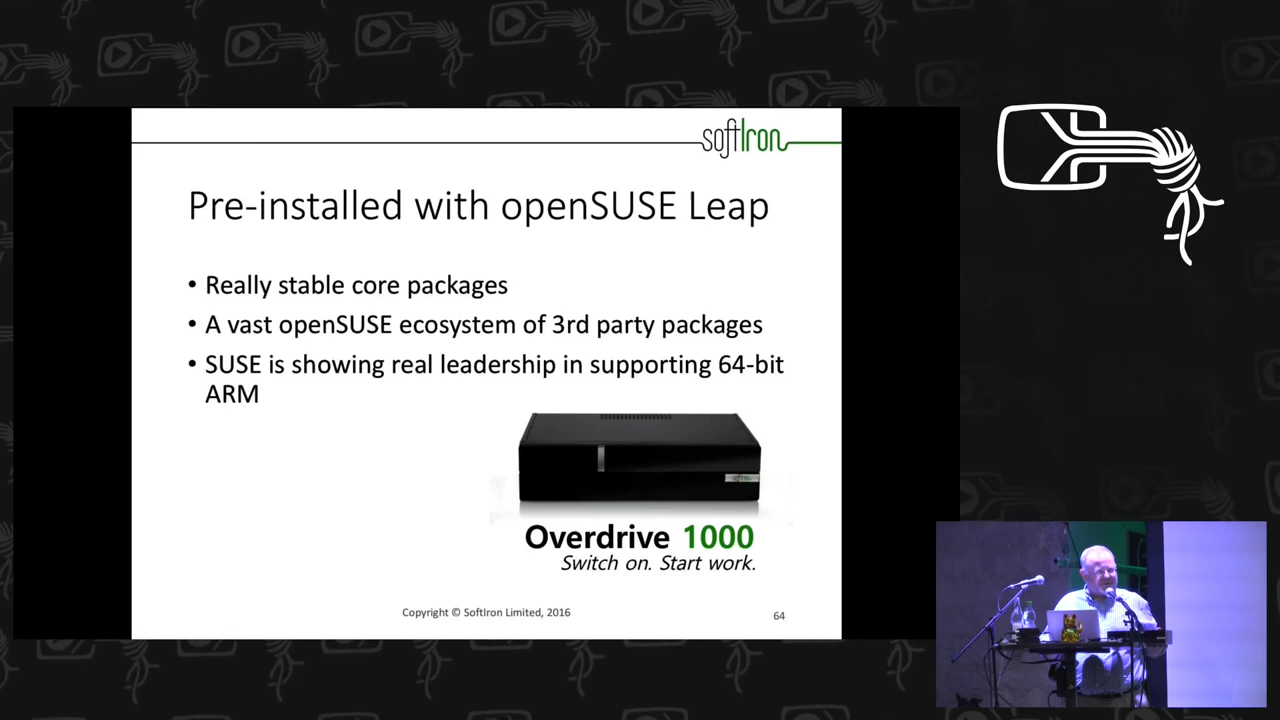 softIron
Pre-installed with openSUSE Leap
• Really stable core packages
• A vast openSUSE ecosystem of 3rd party packages
• SUSE is showing real leadership in supporting 64-bit
ARM
Overdrive 1000
Switch on. Start work.
Copyright © SoftIron Limited, 2016
64